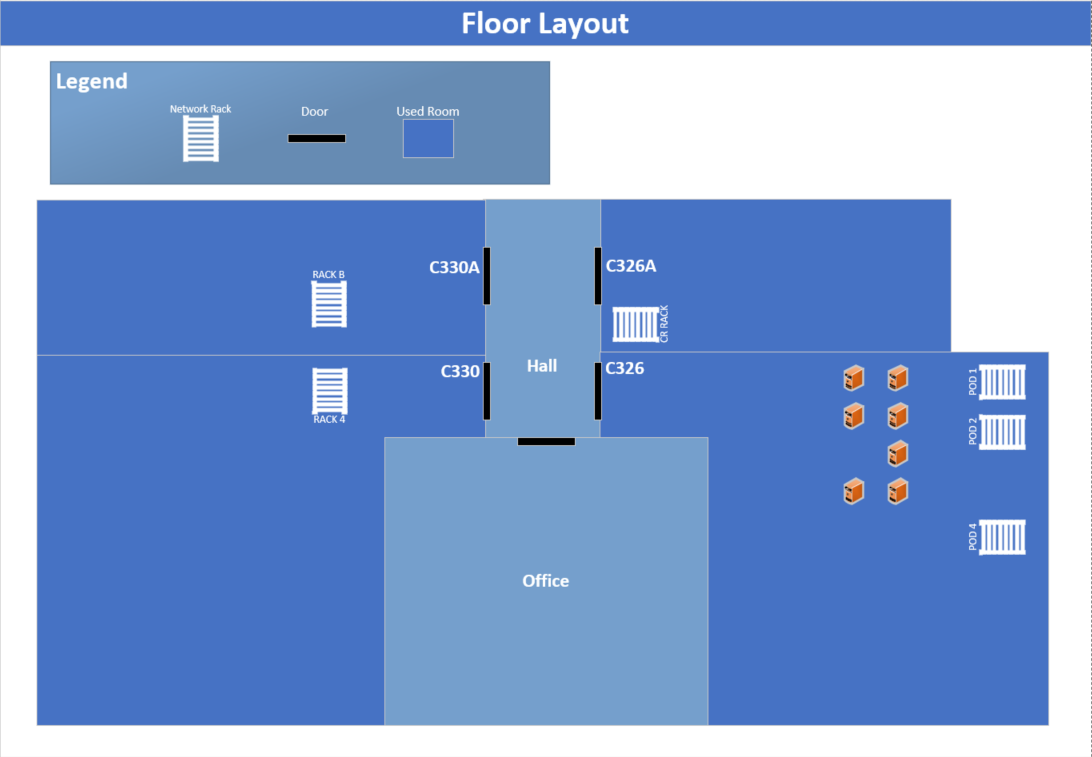 Floor Layout
Legend
Network Rack
Door
Used Room
RACK B
C330A
C326A
CR RACK
RACK 4
C330
Hall
C326
POD 1
POD 2
POD 4
Office